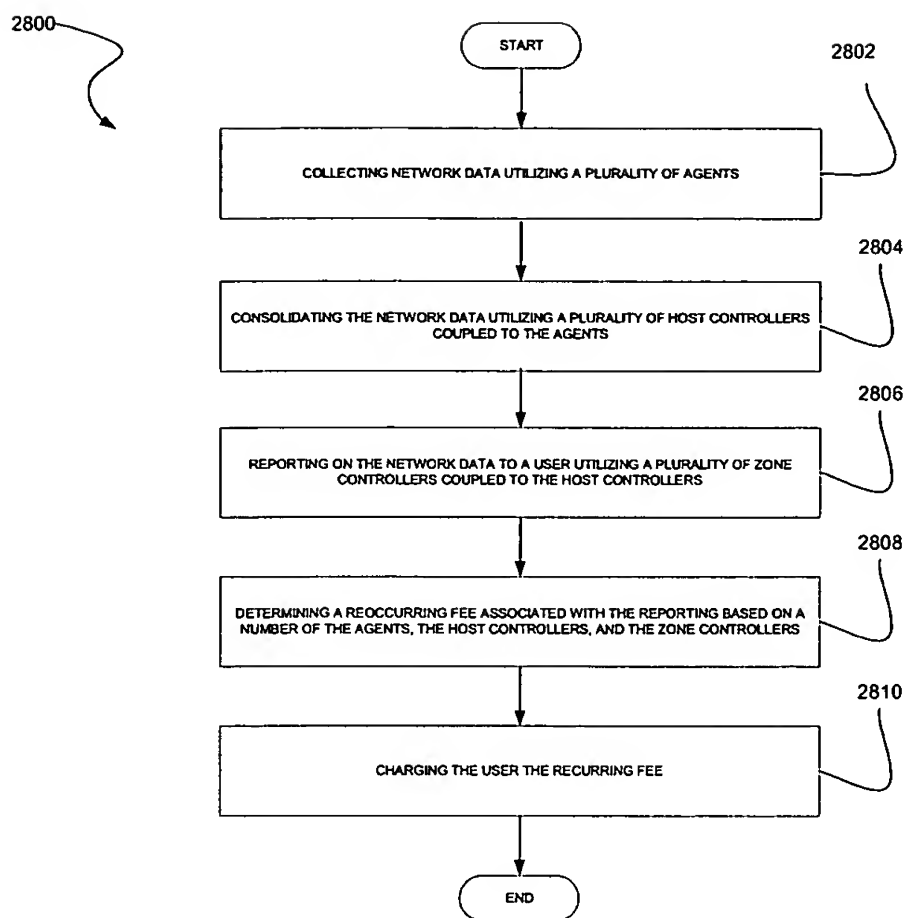 2800
START
2802
COLLECTING NETWORK DATA UTILIZING A PLURALITY OF AGENTS
2804
CONSOLIDATING THE NETWORK DATA UTILIZING A PLURALITY OF HOST CONTROLLERS
COUPLED TO THE AGENTS
2806
REPORTING ON THE NETWORK DATA TO A USER UTILIZING A PLURALITY OF ZONE
CONTROLLERS COUPLED TO THE HOST CONTROLLERS
2808
DETERMINING A REOCCURRING FEE ASSOCIATED WITH THE REPORTING BASED ON A
NUMBER OF THE AGENTS, THE HOST CONTROLLERS, AND THE ZONE CONTROLLERS
2810
CHARGING THE USER THE RECURRING FEE
END